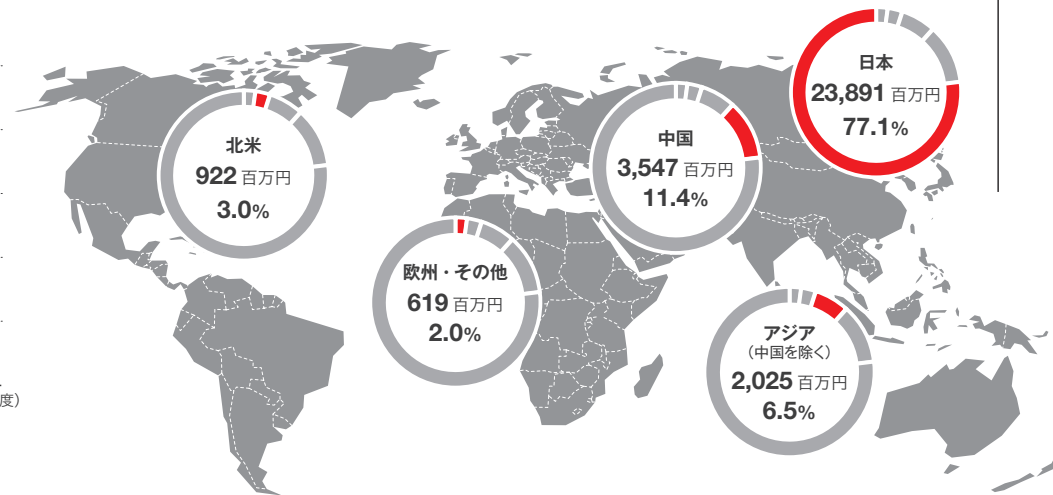 日本
23,891 百万円
77.1%
中国
3,547 百万円
11.4%
北米
922 百万円
3.0%
欧州・その他
619 百万円
2.0%
アジア
(中国を除く)
2,025 百万円
6.5%
度)